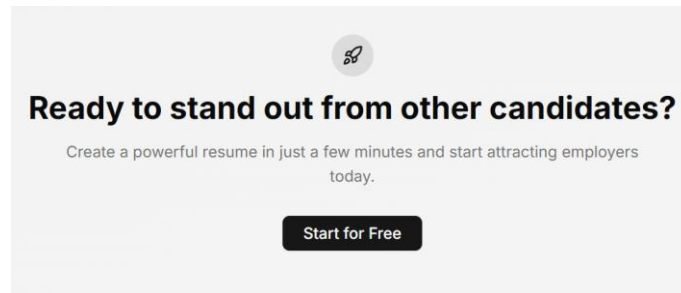 Ready to stand out from other candidates?
Create a powerful resume in just a few minutes and start attracting employers
today.
Start for Free